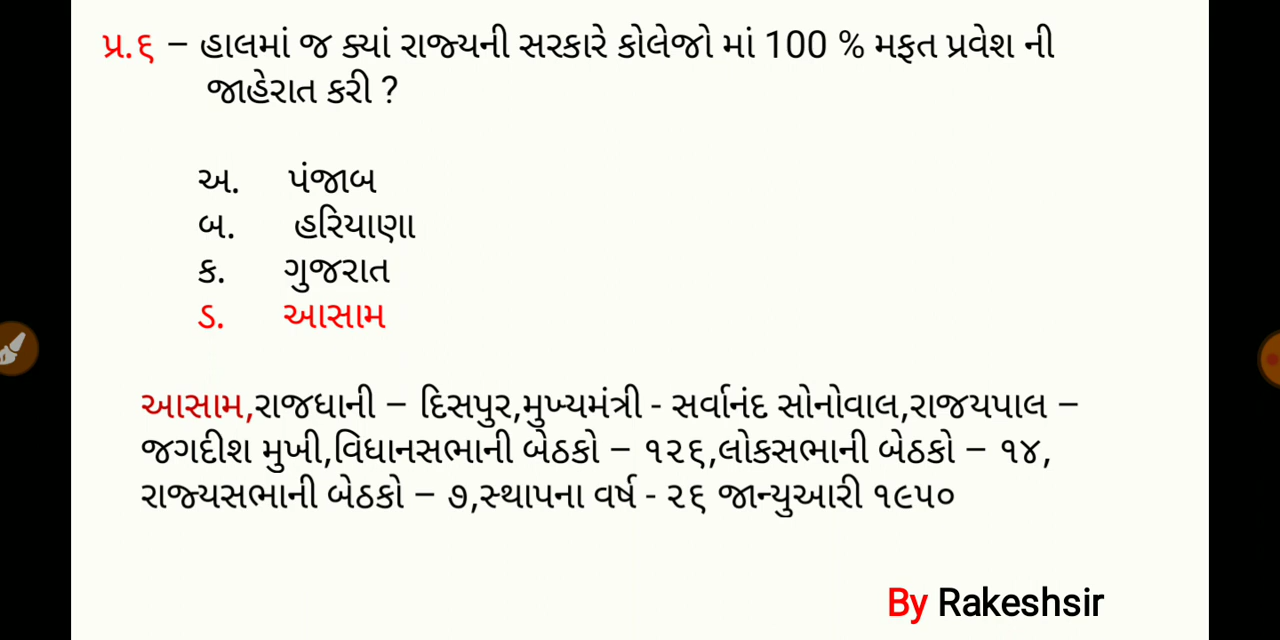 પ્ર.૬ – હાલમાં જ ક્યાં રાજ્યની સરકારે કોલેજો માં 100 % મફત પ્રવેશ ની
જાહેરાત કરી ?
અ. પંજાબ
બ. હરિયાણા
ક. ગુજરાત
ડ. આસામ
આસામ,રાજધાની – દિસપુર,મુખ્યમંત્રી - સર્વાનંદ સોનોવાલ,રાજયપાલ –
જગદીશ મુખી,વિધાનસભાની બેઠકો – ૧૨૬,લોકસભાની બેઠકો – ૧૪,
રાજ્યસભાની બેઠકો – ૭,સ્થાપના વર્ષ - ૨૬ જાન્યુઆરી ૧૯૫૦
By Rakeshsir